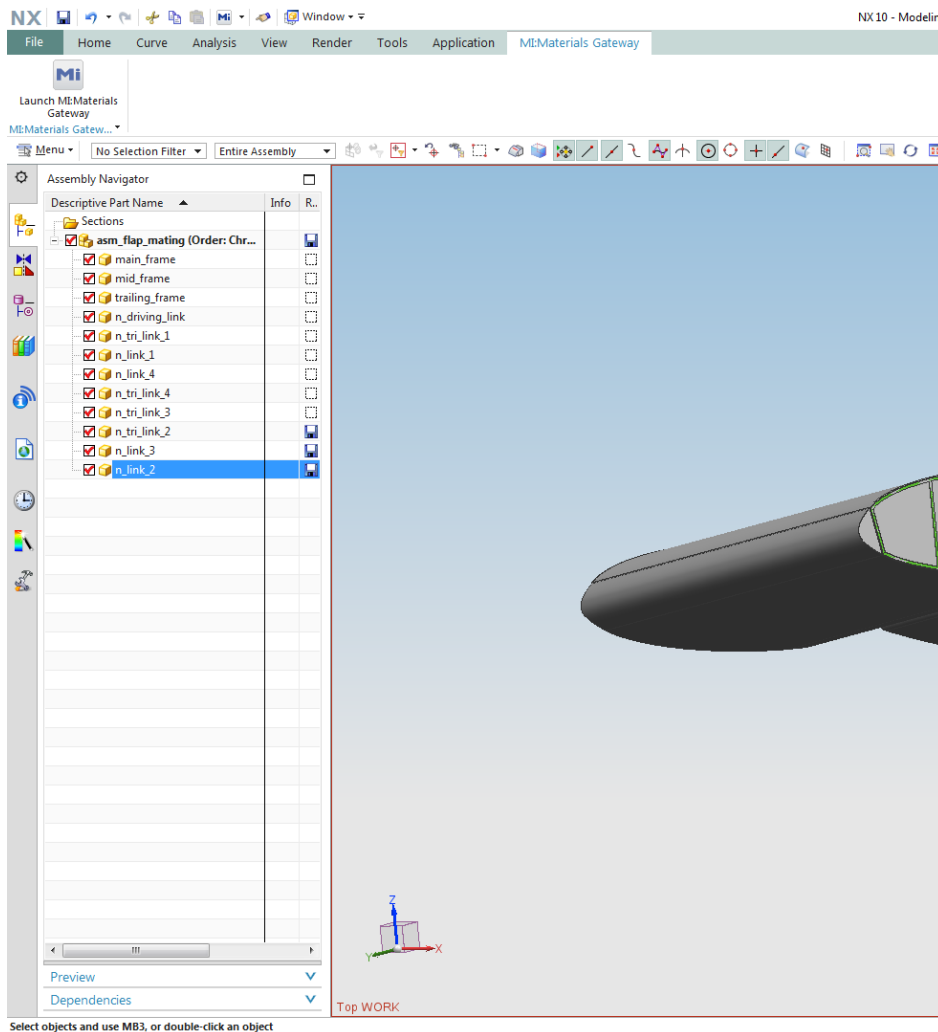 NX Mi Window NX 10 - Modelin
File Home Curve Analysis View Render Tools Application MI:Materials Gateway
Mi
Launch MI:Materials
Gateway
MI:Materials Gatew...
Menu No Selection Filter Entire Assembly
Assembly Navigator
Descriptive Part Name Info R..
Sections
asm_flap_mating (Order: Chr...
main_frame
mid_frame
trailing_frame
n_driving_link
n_tri_link_1
n_link_1
n_link_4
n_tri_link_4
n_tri_link_3
n_tri_link_2
n_link_3
n_link_2
Z
Y X
Preview
Dependencies
Top WORK
Select objects and use MB3, or double-click an object